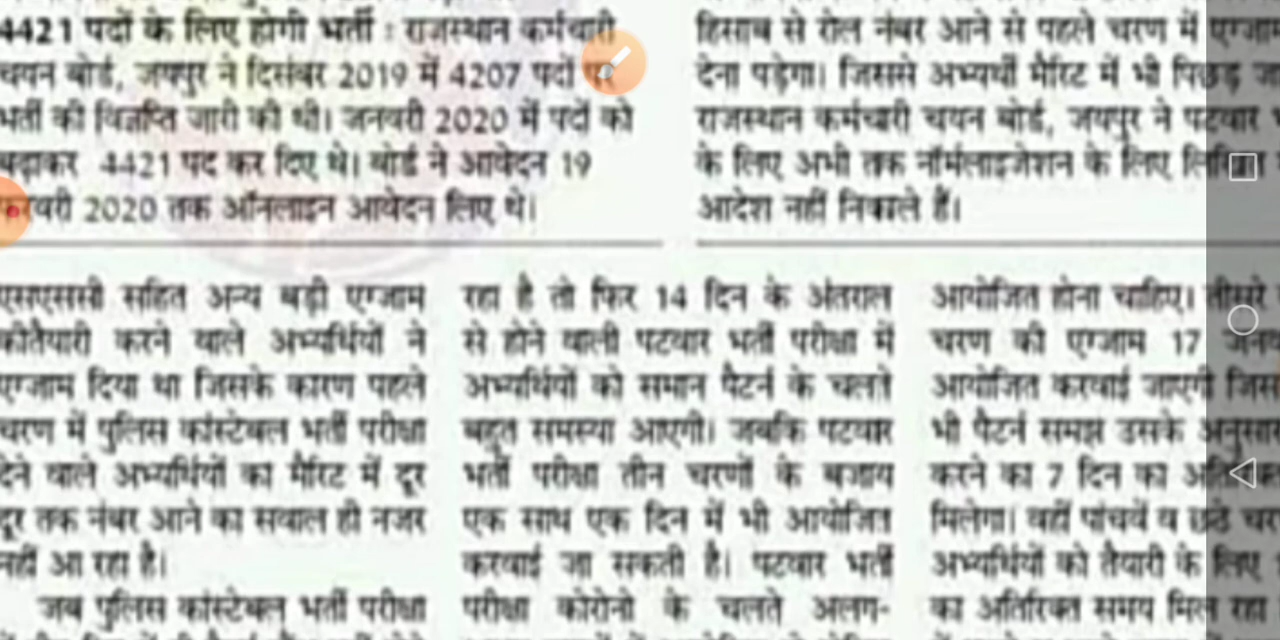 4421 पदों के लिए होगी भर्ती : राजस्थान कर्मचारी
चयन बोर्ड, जयपुर ने दिसंबर 2019 में 4207 पदों पर
भर्ती की विज्ञप्ति जारी की थी। जनवरी 2020 में पदों को
बढ़ाकर 4421 पद कर दिए थे। बोर्ड ने आवेदन 19
2020 तक ऑनलाइन आवेदन लिए थे।
हिसाब से रोल नंबर आने से पहले चरण में एग्जाम
देना पड़ेगा। जिससे अभ्यर्थी मैरिट में भी पिछड़
राजस्थान कर्मचारी चयन बोर्ड, जयपुर ने पटवार
के लिए अभी तक नॉर्मलाइजेशन के लिए लिखित
आदेश नहीं निकाले हैं।
एसएससी सहित अन्य बड़ी एग्जाम
कीतैयारी करने वाले अभ्यर्थियों ने
एग्जाम दिया था जिसके कारण पहले
चरण में पुलिस कांस्टेबल भर्ती परीक्षा
देने वाले अभ्यर्थियों का मैरिट में दूर
दूर तक नंबर आने का सवाल ही नजर
नहीं आ रहा है।
जब पुलिस कांस्टेबल भर्ती परीक्षा
रहा है तो फिर 14 दिन के अंतराल
से होने वाली पटवार भर्ती परीक्षा में
अभ्यर्थियों को समान पैटर्न के चलते
बहुत समस्या आएगी। जबकि पटवार
भर्ती परीक्षा तीन चरणों के बजाय
एक साथ एक दिन में भी आयोजित
करवाई जा सकती है। पटवार भर्ती
परीक्षा कोरोनो के चलते अलग-
आयोजित होना चाहिए। तीसरे
चरण की एग्जाम 17
आयोजित करवाई जाएगी
भी पैटर्न समझ उसके अनुसार
करने का 7 दिन का
मिलेगा। वहीं पांचवें व छठे
अभ्यर्थियों को तैयारी के लिए
का अतिरिक्त समय मिल रहा